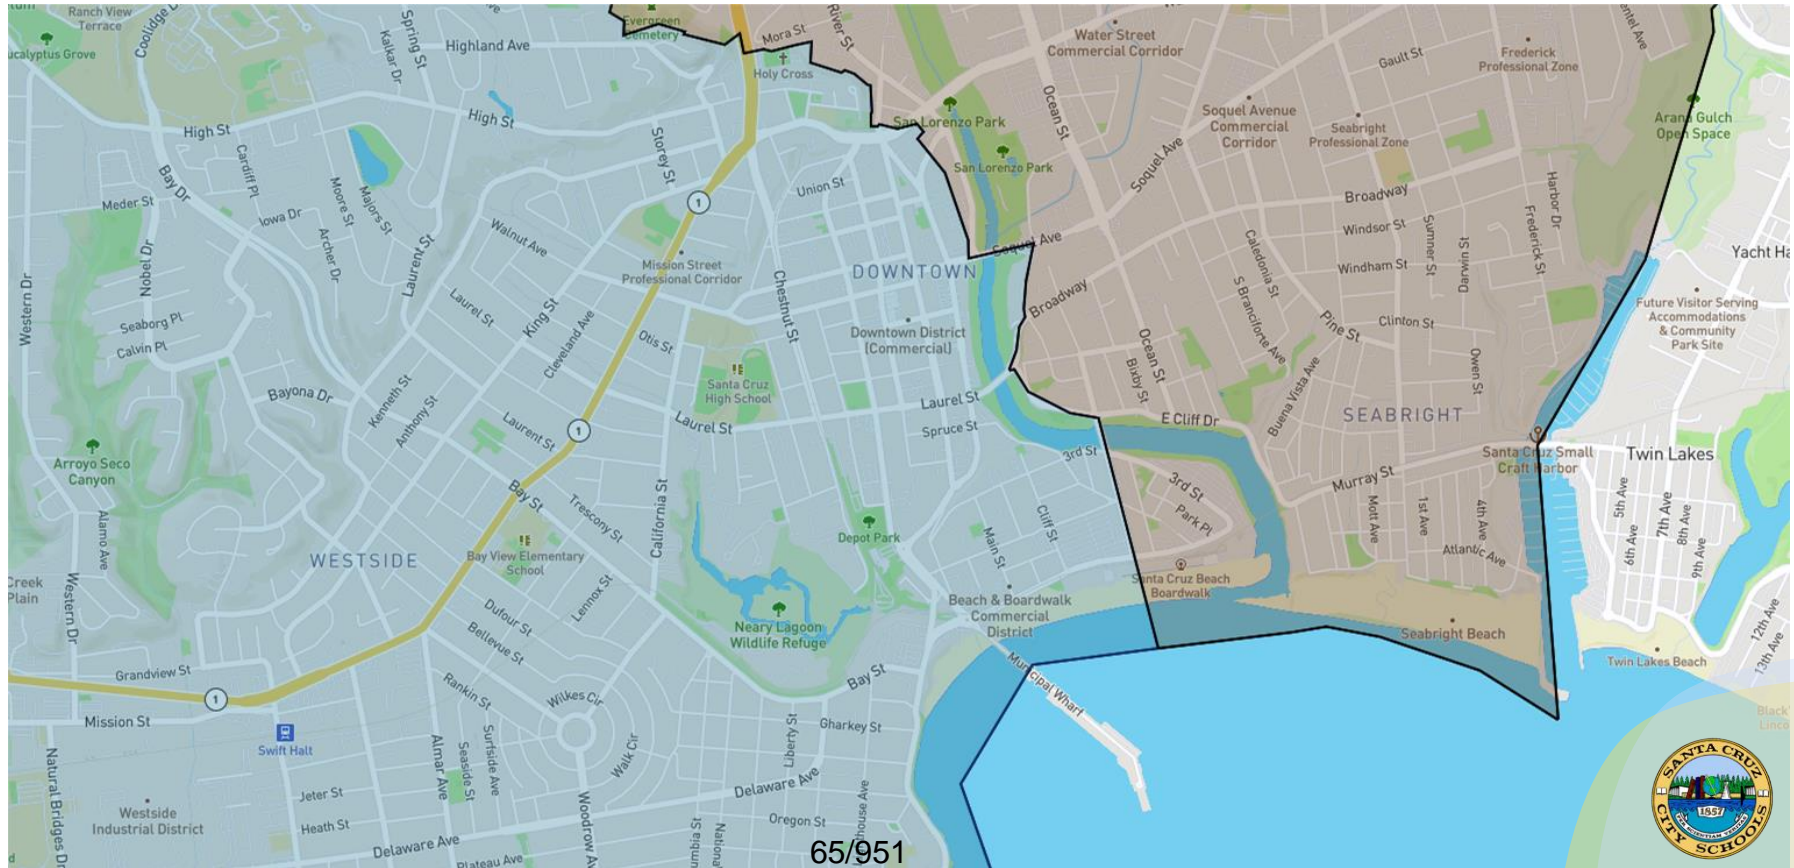 Ranch View
Terrace
Coolidge
Spring St
Kalkar Dr
Highland Ave
Evergreen
Cemetery
Mora St
River St
Holy Cross
Water Street
Commercial Corridor
Gault St
Frederick
Professional Zone
ucalyptus Grove
High St
High St
Storey St
San Lorenzo Park
San Lorenzo Park
Ocean St
Soquel Avenue
Commercial
Corridor
Seabright
Professional Zone
Arana Gulch
Open Space
Bay Dr
Cardiff Pl
Meder St
Iowa Dr
Moore St
Majors St
Archer Dr
Laurent St
Walnut Ave
1
Union St
Soquel Ave
Soquel Ave
Broadway
Windsor St
Sumner St
Darwin St
Harbor Dr
Frederick St
Yacht Ha
Western Dr
Nobel Dr
Seaborg Pl
Calvin Pl
Laurel St
King St
Cleveland Ave
Otis St
Mission Street
Professional Corridor
Chestnut St
DOWNTOWN
Downtown District
(Commercial)
Broadway
Caledonia St
S Branciforte Ave
Windham St
Pine St
Clinton St
Owen St
Future Visitor Serving
Accommodations
& Community
Park Site
Bayona Dr
Kenneth St
Anthony St
Laurent St
1
Santa Cruz
High School
Laurel St
Laurel St
Spruce St
3rd St
Ocean St
Bixby St
E Cliff Dr
Buena Vista Ave
SEABRIGHT
Santa Cruz Small
Craft Harbor
Twin Lakes
Arroyo Seco
Canyon
Alamo Ave
Western Dr
Creek
Plain
WESTSIDE
Bay St
Trescony St
California St
Bay View Elementary
School
Lennox St
Dufour St
Bellevue St
Depot Park
Neary Lagoon
Wildlife Refuge
Main St
Cliff St
3rd St
Park Pl
Murray St
Mott Ave
1st Ave
4th Ave
Atlantic Ave
5th Ave
6th Ave
7th Ave
8th Ave
9th Ave
12th Ave
13th Ave
Santa Cruz Beach
Boardwalk
Beach & Boardwalk
Commercial
District
Seabright Beach
Twin Lakes Beach
Municipal Wharf
Grandview St
1
Mission St
Swift Halt
Rankin St
Wilkes Cir
Walk Cir
Bay St
Gharkey St
Liberty St
Almar Ave
Seaside St
Surfside Ave
Natural Bridges Dr
Westside
Industrial District
Jeter St
Heath St
Delaware Ave
Delaware Ave
Oregon St
Plateau Ave
65/951
SANTA CRUZ
CITY SCHOOLS
1857